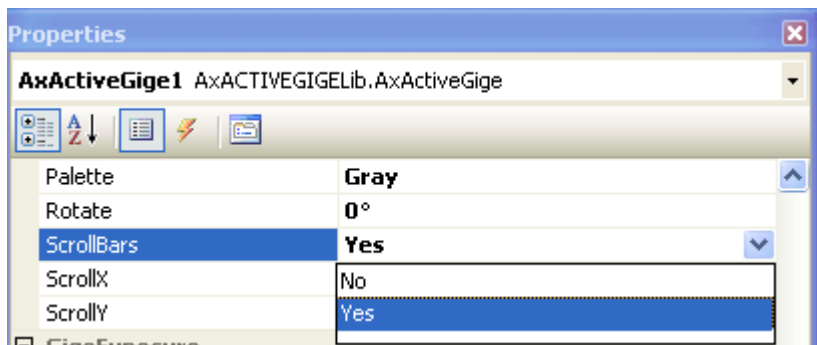 Properties
AxActiveGige1 AxACTIVEGIGELib.AxActiveGige
Palette Gray
Rotate 0°
ScrollBars Yes
ScrollX No
ScrollY Yes